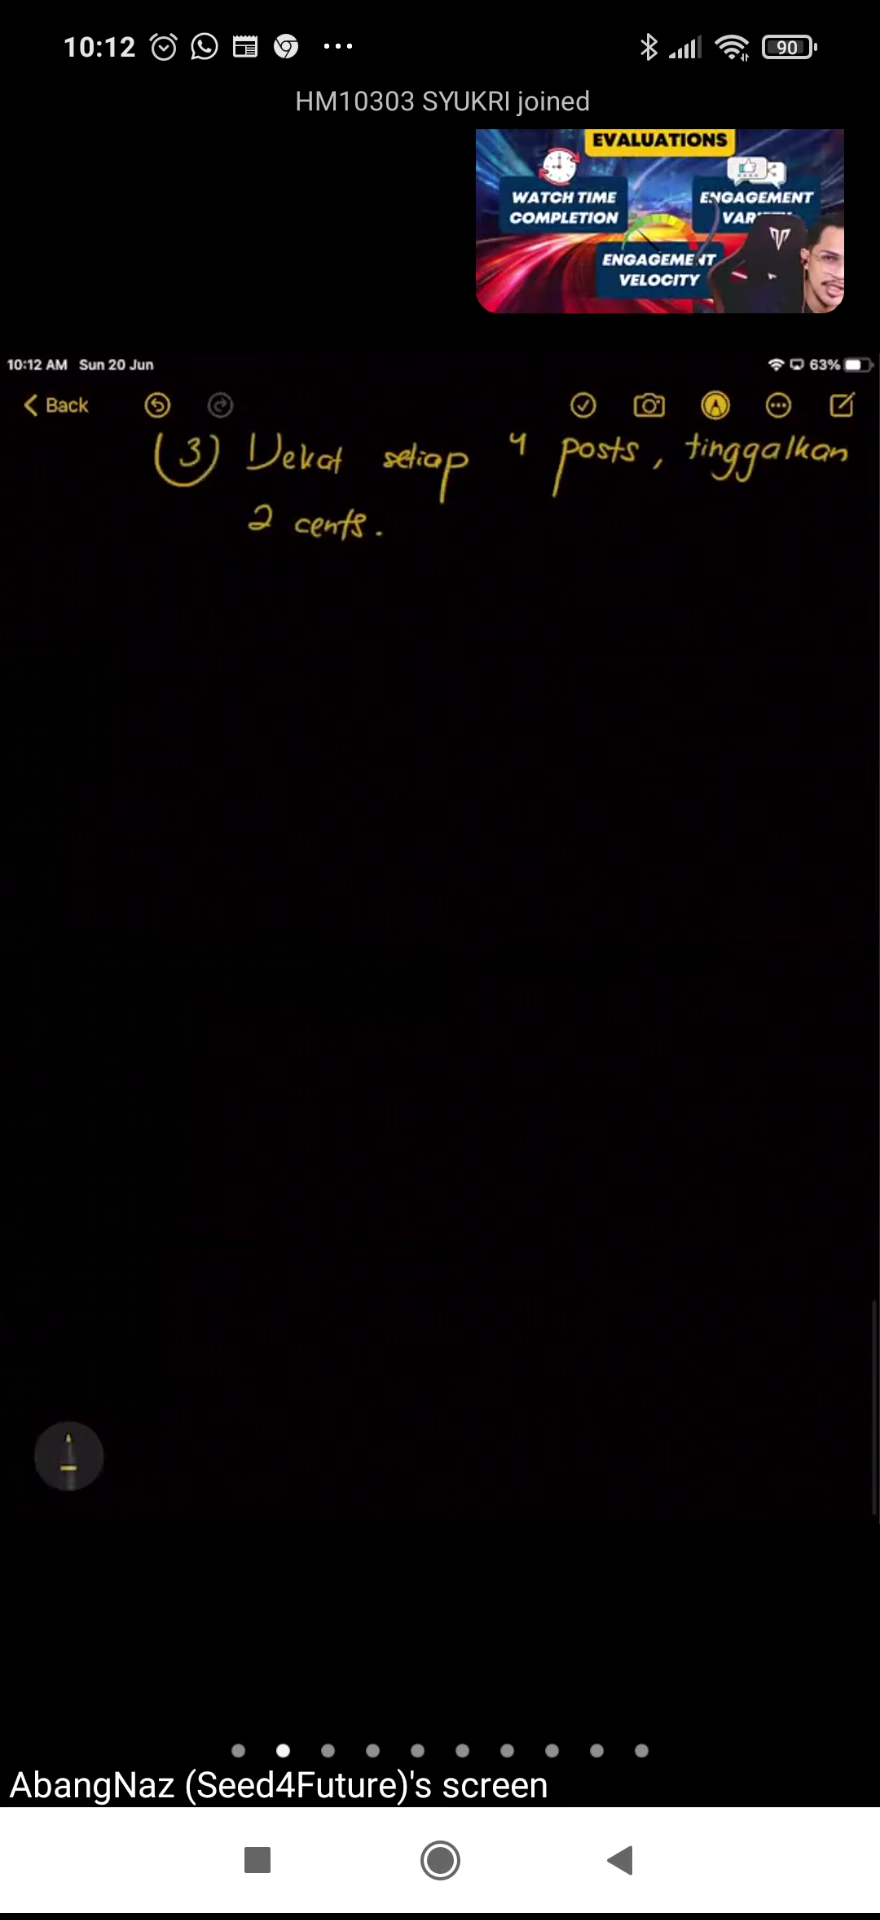 10:12
90
HM10303 SYUKRI joined
EVALUATIONS
WATCH TIME
COMPLETION
ENGAGEMENT
ENGAGEMENT
VELOCITY
10:12 AM Sun 20 Jun
63%
Back
(3) Dekat setiap 4 posts, tinggalkan
2 cents.
AbangNaz (Seed4Future)'s screen